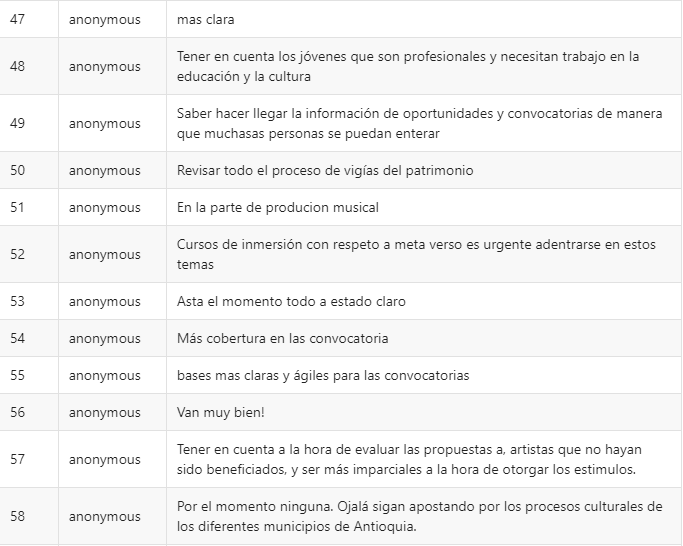 47 anonymous mas clara
48 anonymous Tener en cuenta los jóvenes que son profesionales y necesitan trabajo en la
educación y la cultura
49 anonymous Saber hacer llegar la información de oportunidades y convocatorias de manera
que muchasas personas se puedan enterar
50 anonymous Revisar todo el proceso de vigías del patrimonio
51 anonymous En la parte de producion musical
52 anonymous Cursos de inmersión con respeto a meta verso es urgente adentrarse en estos
temas
53 anonymous Asta el momento todo a estado claro
54 anonymous Más cobertura en las convocatoria
55 anonymous bases mas claras y ágiles para las convocatorias
56 anonymous Van muy bien!
57 anonymous Tener en cuenta a la hora de evaluar las propuestas a, artistas que no hayan
sido beneficiados, y ser más imparciales a la hora de otorgar los estimulos.
58 anonymous Por el momento ninguna. Ojalá sigan apostando por los procesos culturales de
los diferentes municipios de Antioquia.